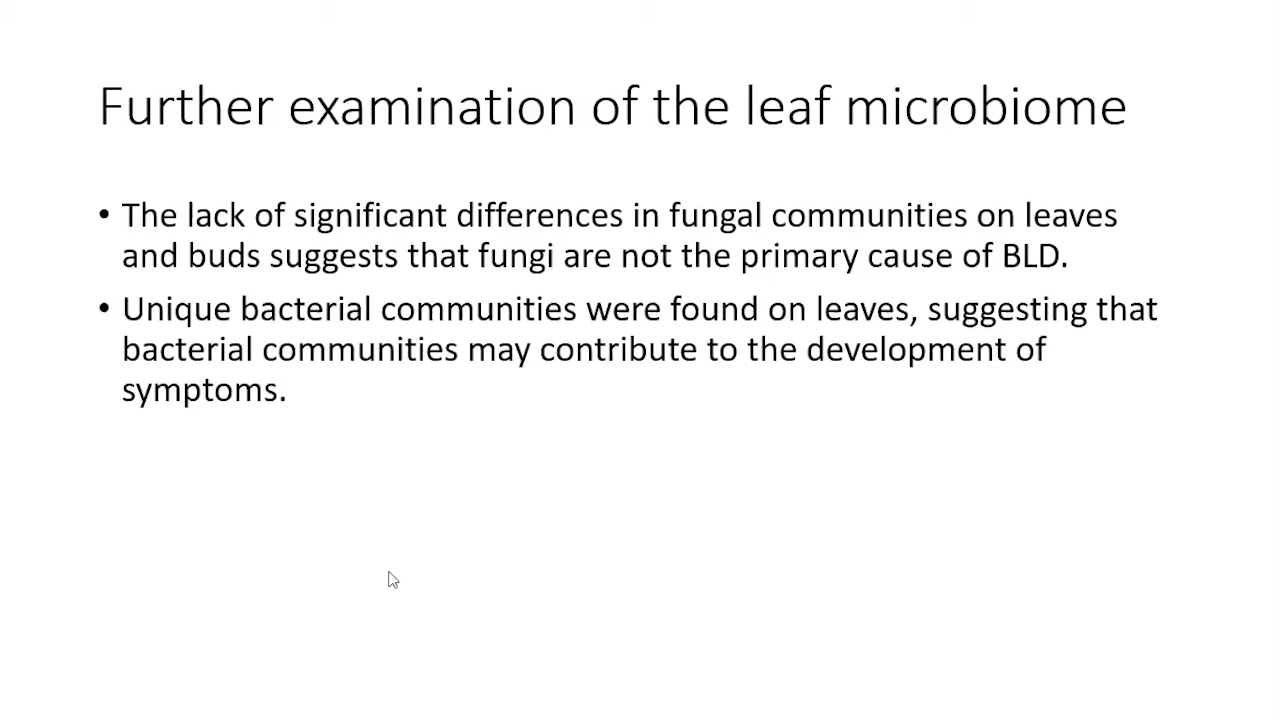 Further examination of the leaf microbiome
• The lack of significant differences in fungal communities on leaves
and buds suggests that fungi are not the primary cause of BLD.
• Unique bacterial communities were found on leaves, suggesting that
bacterial communities may contribute to the development of
symptoms.